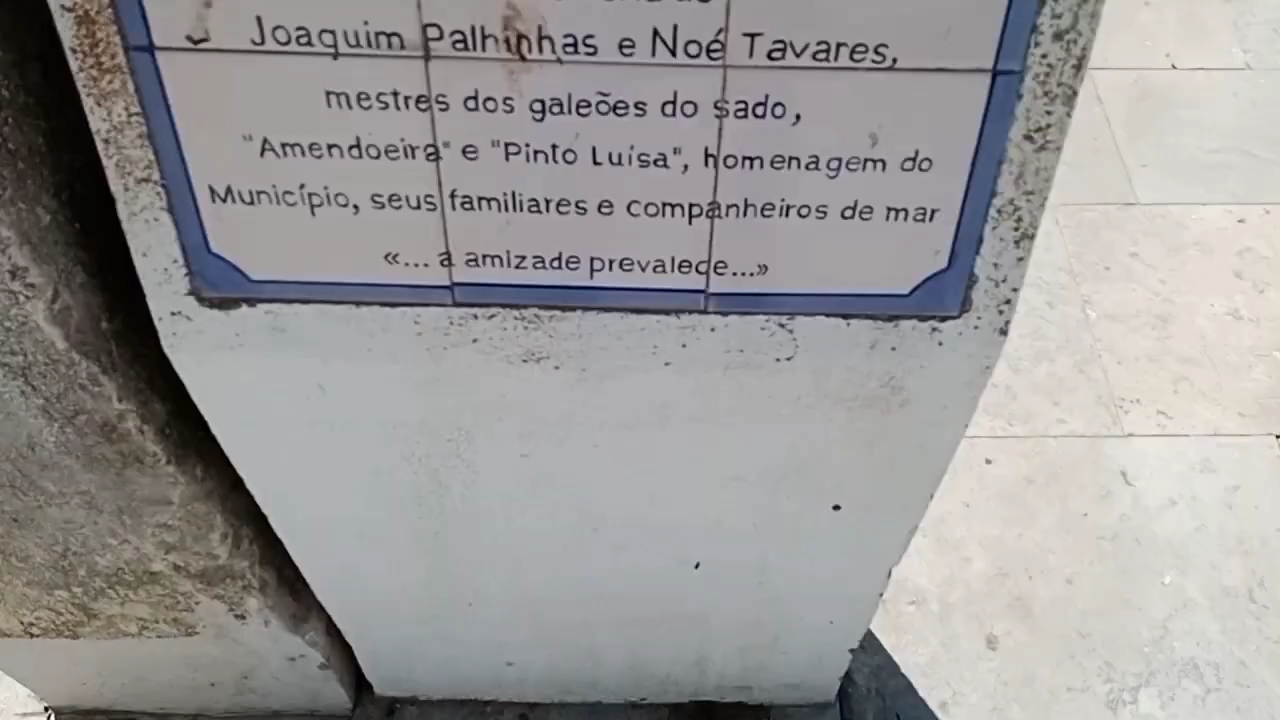 Joaquim Palhinhas e Noé Tavares,
mestres dos galeões do sado,
"Amendoeira" e "Pinto Luísa", homenagem do
Município, seus familiares e companheiros de mar
«... a amizade prevalece...»